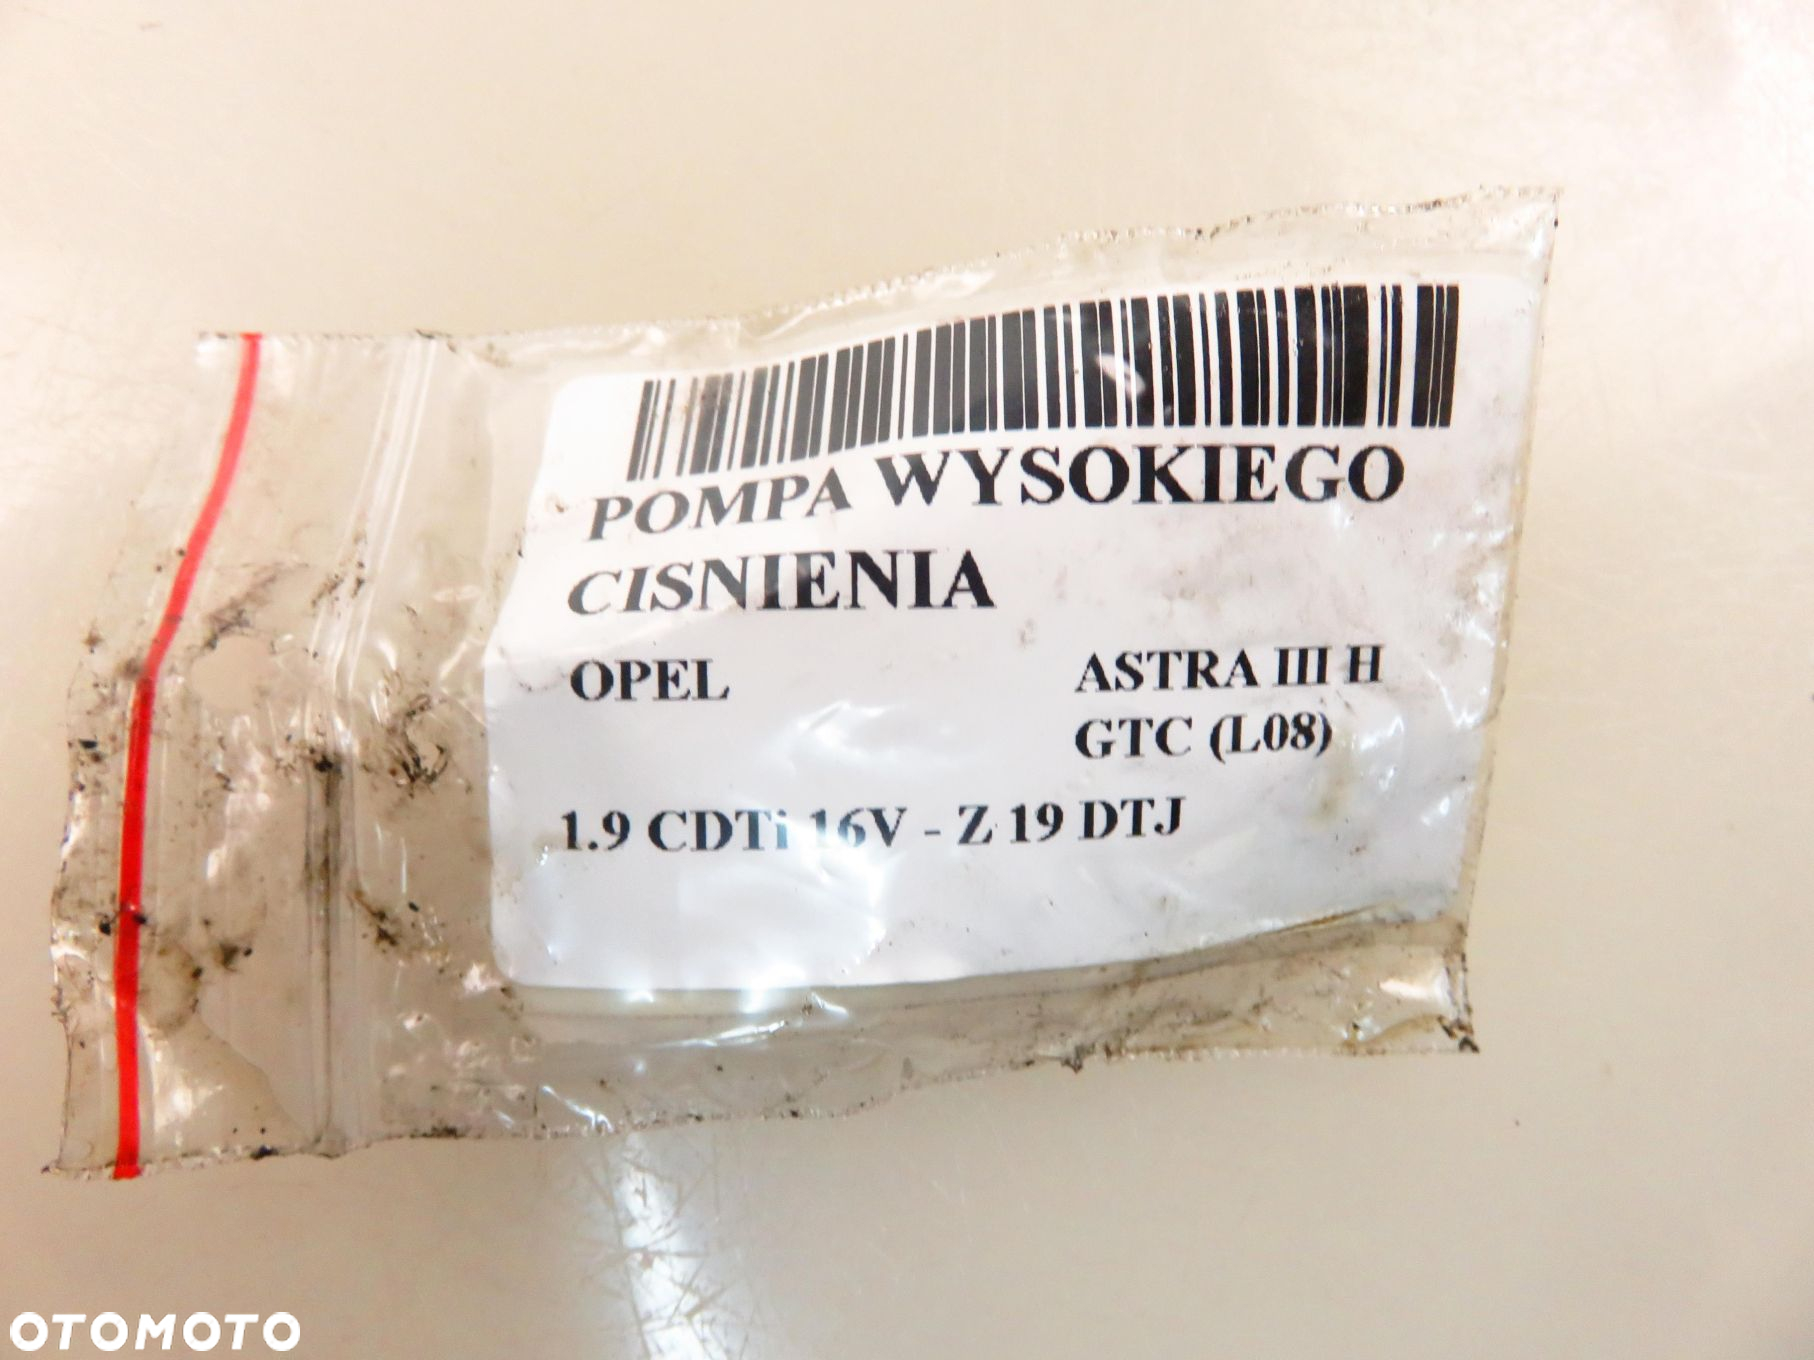 POMPA WYSOKIEGO
CISNIENIA
OPEL
ASTRA III H
GTC (L08)
1.9 CDTi 16V - Z 19 DTJ
OTOMOTO